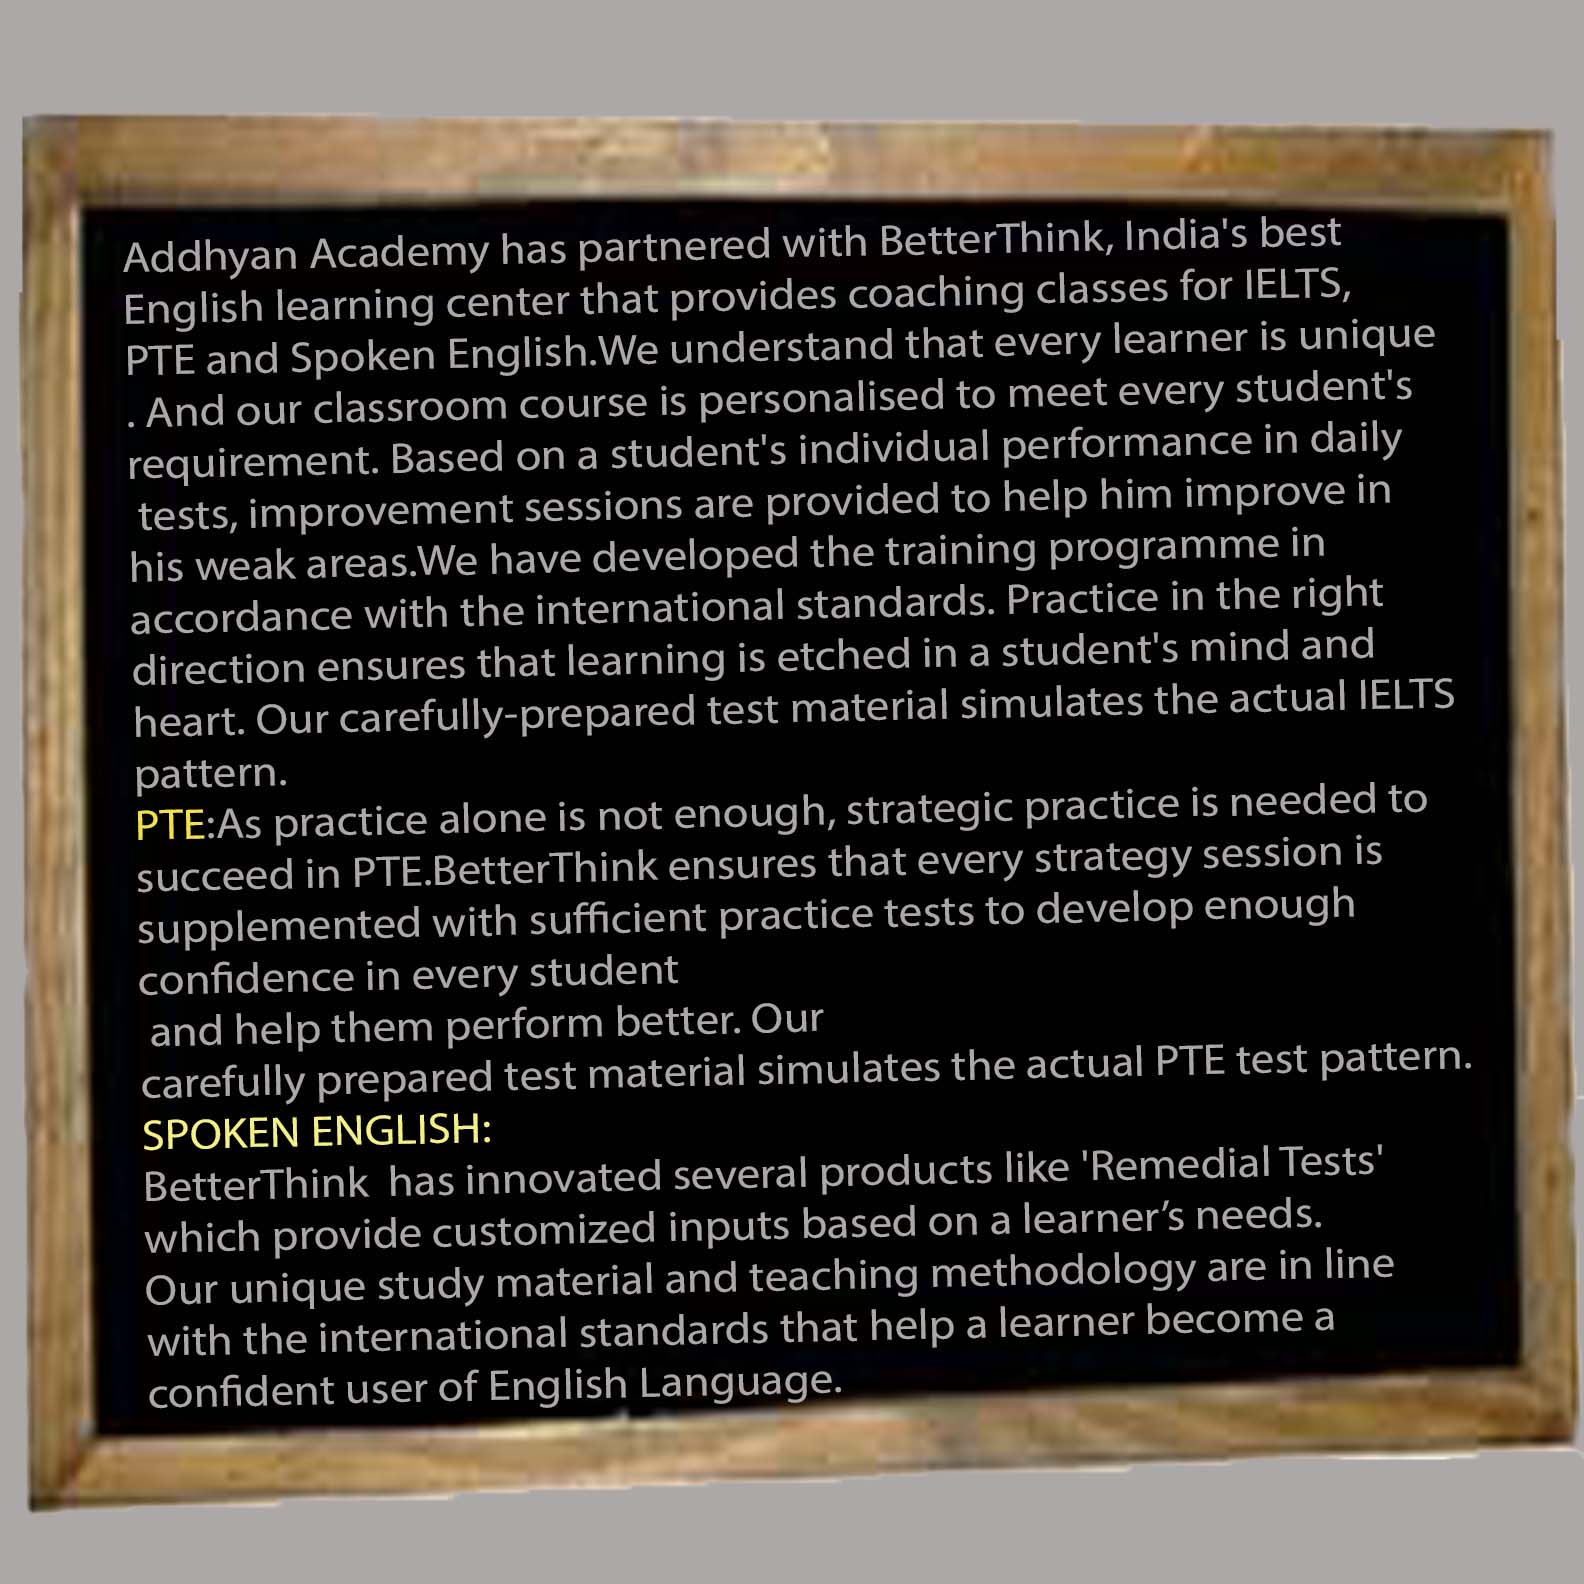 Addhyan Academy has partnered with BetterThink, India's best
English learning center that provides coaching classes for IELTS,
PTE and Spoken English.We understand that every learner is unique
. And our classroom course is personalised to meet every student's
requirement. Based on a student's individual performance in daily
tests, improvement sessions are provided to help him improve in
his weak areas.We have developed the training programme in
accordance with the international standards. Practice in the right
direction ensures that learning is etched in a student's mind and
heart. Our carefully-prepared test material simulates the actual IELTS
pattern.
PTE:As practice alone is not enough, strategic practice is needed to
succeed in PTE.BetterThink ensures that every strategy session is
supplemented with sufficient practice tests to develop enough
confidence in every student
and help them perform better. Our
carefully prepared test material simulates the actual PTE test pattern.
SPOKEN ENGLISH:
BetterThink  has innovated several products like 'Remedial Tests'
which provide customized inputs based on a learner’s needs.
Our unique study material and teaching methodology are in line
with the international standards that help a learner become a
confident user of English Language.